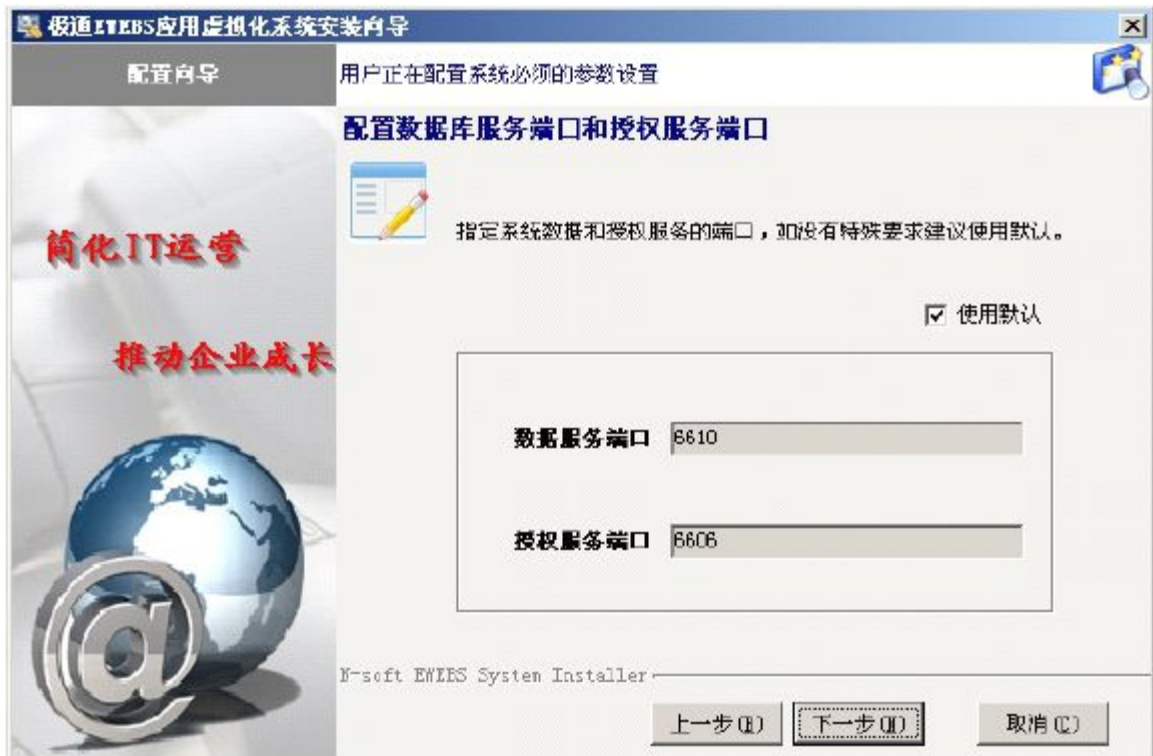 极通EWEBS应用虚拟化系统安装向导
配置向导
用户正在配置系统必须的参数设置
配置数据库服务端口和授权服务端口
指定系统数据和授权服务的端口，如没有特殊要求建议使用默认。
简化IT运营
推动企业成长
使用默认
数据服务端口 6610
授权服务端口 6606
N-soft EWEBS System Installer
上一步(B) 下一步(N) 取消(C)